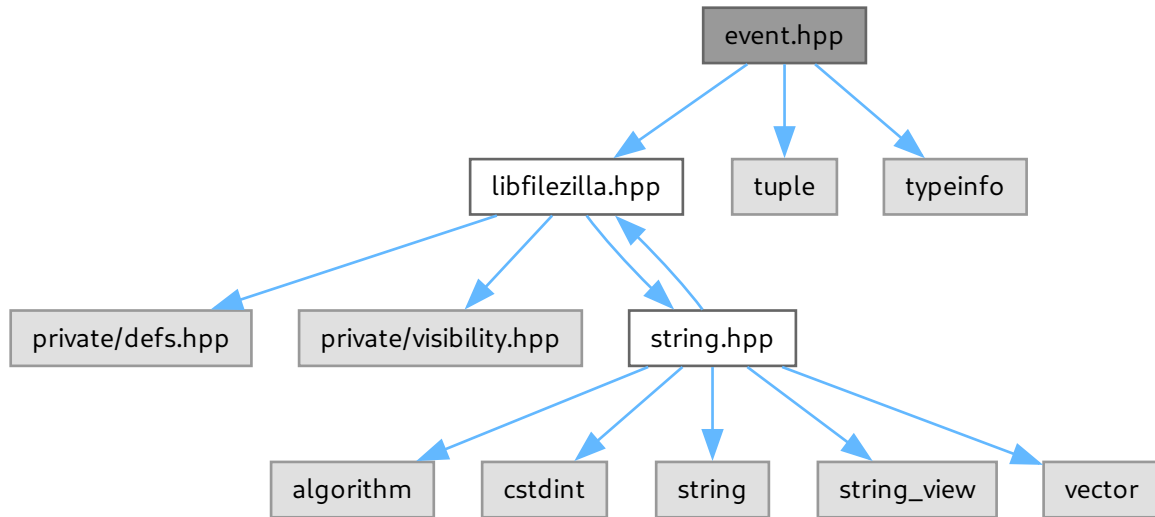 event.hpp
libfilezilla.hpp
tuple
typeinfo
private/defs.hpp
private/visibility.hpp
string.hpp
algorithm
cstdint
string
string_view
vector